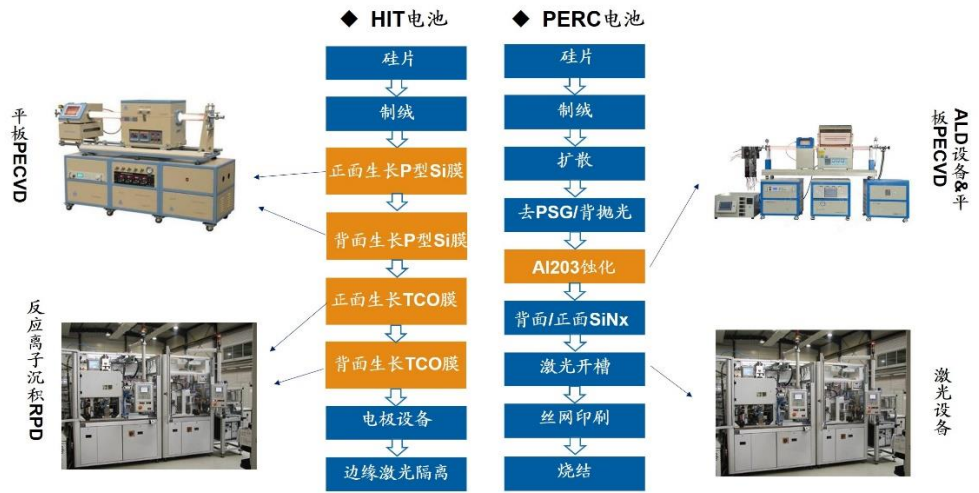 ◆ HIT电池
硅片
制绒
正面生长P型Si膜
背面生长P型Si膜
正面生长TCO膜
背面生长TCO膜
电极设备
边缘激光隔离
◆ PERC电池
硅片
制绒
扩散
去PSG/背抛光
Al203蚀化
背面/正面SiNx
激光开槽
丝网印刷
烧结
平板PECVD
反应离子沉积RPD
ALD设备&平
板PECVD
激光设备